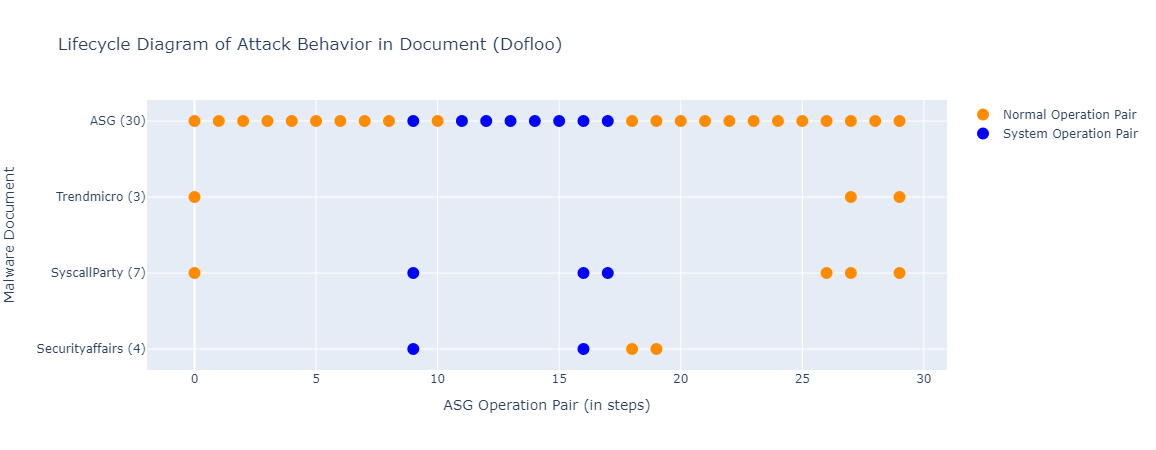 Lifecycle Diagram of Attack Behavior in Document (Dofloo)
Normal Operation Pair
System Operation Pair
Malware Document
ASG (30)
Trendmicro (3)
SyscallParty (7)
Securityaffairs (4)
0 5 10 15 20 25 30
ASG Operation Pair (in steps)